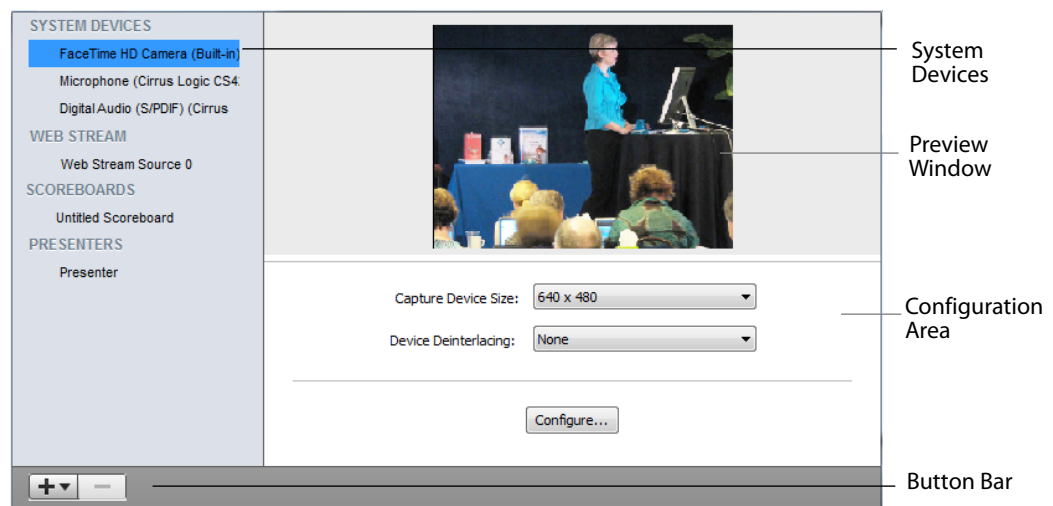 SYSTEM DEVICES
FaceTime HD Camera (Built-in)
Microphone (Cirrus Logic CS4
Digital Audio (S/PDIF) (Cirrus
WEB STREAM
Web Stream Source 0
SCOREBOARDS
Untitled Scoreboard
PRESENTERS
Presenter
Capture Device Size:
640 x 480
Device Deinterlacing:
None
Configure...
System
Devices
Preview
Window
Configuration
Area
Button Bar